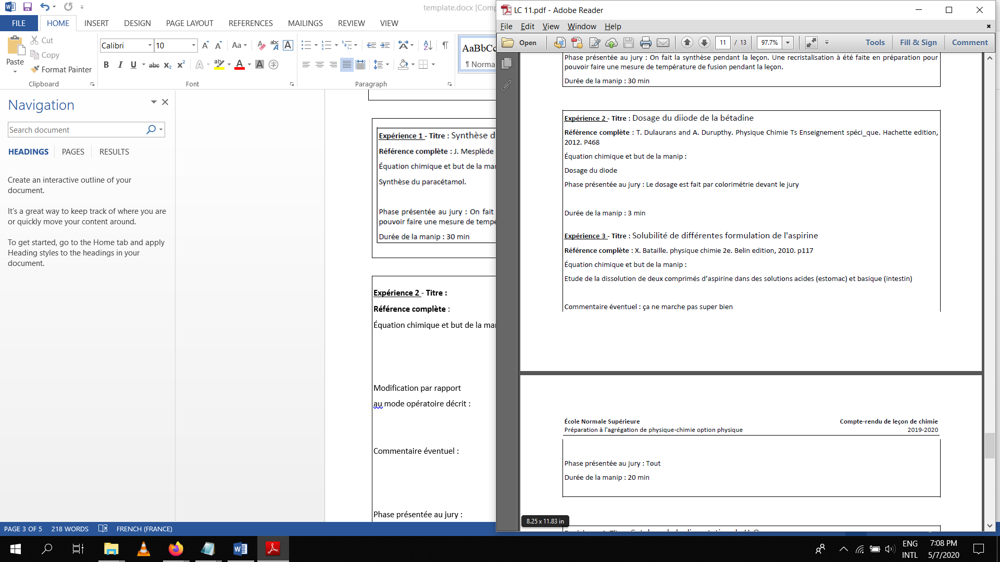 template.docx [Comp
FILE HOME INSERT DESIGN PAGE LAYOUT REFERENCES MAILINGS REVIEW VIEW
Paste
Cut
Copy
Format Painter
Clipboard
Calibri 10
Font
Paragraph
AaBbCc
¶ Norma
Navigation
Search document
HEADINGS PAGES RESULTS
Create an interactive outline of your
document.
It's a great way to keep track of where you are
or quickly move your content around.
To get started, go to the Home tab and apply
Heading styles to the headings in your
document.
Expérience 1 - Titre : Synthèse d
Référence complète : J. Mesplède
Équation chimique et but de la ma
Synthèse du paracétamol.
Phase présentée au jury : On fait
pouvoir faire une mesure de temp
Durée de la manip : 30 min
Expérience 2 - Titre :
Référence complète :
Équation chimique et but de la ma
Modification par rapport
au mode opératoire décrit :
Commentaire éventuel :
Phase présentée au jury :
PAGE 3 OF 5 218 WORDS FRENCH (FRANCE)
LC 11.pdf - Adobe Reader
File Edit View Window Help
Open 11 / 13 97.7% Tools Fill & Sign Comment
Phase présentée au jury : On fait la synthèse pendant la leçon. Une recristalisation à été faite en préparation pour
pouvoir faire une mesure de température de fusion pendant la leçon.
Durée de la manip : 30 min
Expérience 2 - Titre : Dosage du diiode de la bétadine
Référence complète : T. Dulaurans and A. Durupthy. Physique Chimie Ts Enseignement spéci_que. Hachette edition,
2012. P468
Équation chimique et but de la manip :
Dosage du diode
Phase présentée au jury : Le dosage est fait par colorimétrie devant le jury
Durée de la manip : 3 min
Expérience 3 - Titre : Solubilité de différentes formulation de l'aspirine
Référence complète : X. Bataille. physique chimie 2e. Belin edition, 2010. p117
Équation chimique et but de la manip :
Etude de la dissolution de deux comprimés d'aspirine dans des solutions acides (estomac) et basique (intestin)
Commentaire éventuel : ça ne marche pas super bien
École Normale Supérieure Compte-rendu de leçon de chimie
Préparation à l'agrégation de physique-chimie option physique 2019-2020
Phase présentée au jury : Tout
Durée de la manip : 20 min
8.25 x 11.83 in
ENG
INTL
7:08 PM
5/7/2020